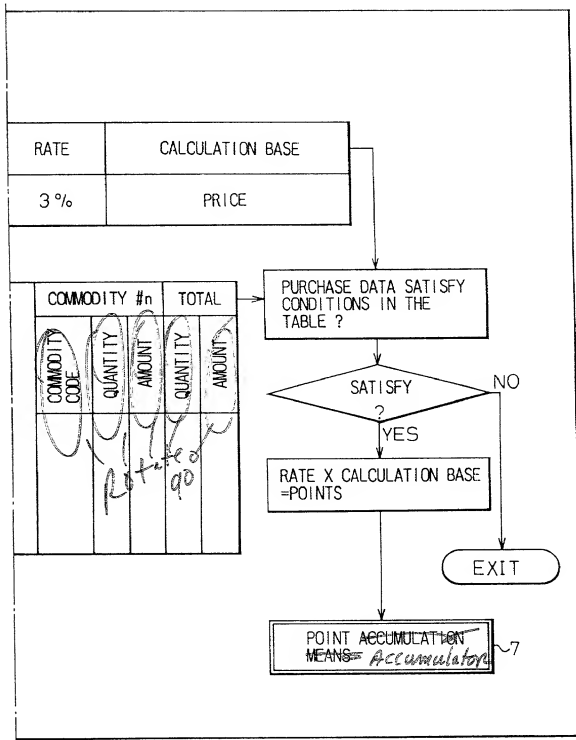 RATE CALCULATION BASE
3% PRICE
COMMODITY #n TOTAL
COMMODITY CODE
QUANTITY
AMOUNT
QUANTITY
AMOUNT
Rotate
90
PURCHASE DATA SATISFY
CONDITIONS IN THE
TABLE ?
SATISFY
?
NO
YES
RATE X CALCULATION BASE
=POINTS
EXIT
POINT ACCUMULATION
MEANS Accumulator
7